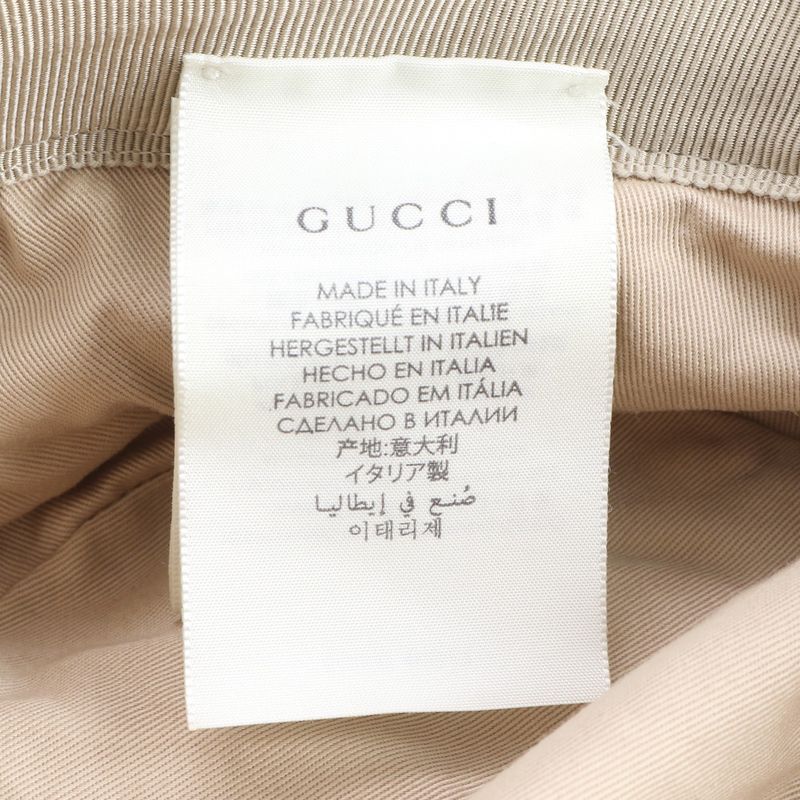 GUCCI
MADE IN ITALY
FABRIQUÉ EN ITALIE
HERGESTELLT IN ITALIEN
HECHO EN ITALIA
FABRICADO EM ITÁLIA
СДЕЛАНО В ИТАЛИИ
产地:意大利
イタリア製
صُنع في إيطاليا
이태리제